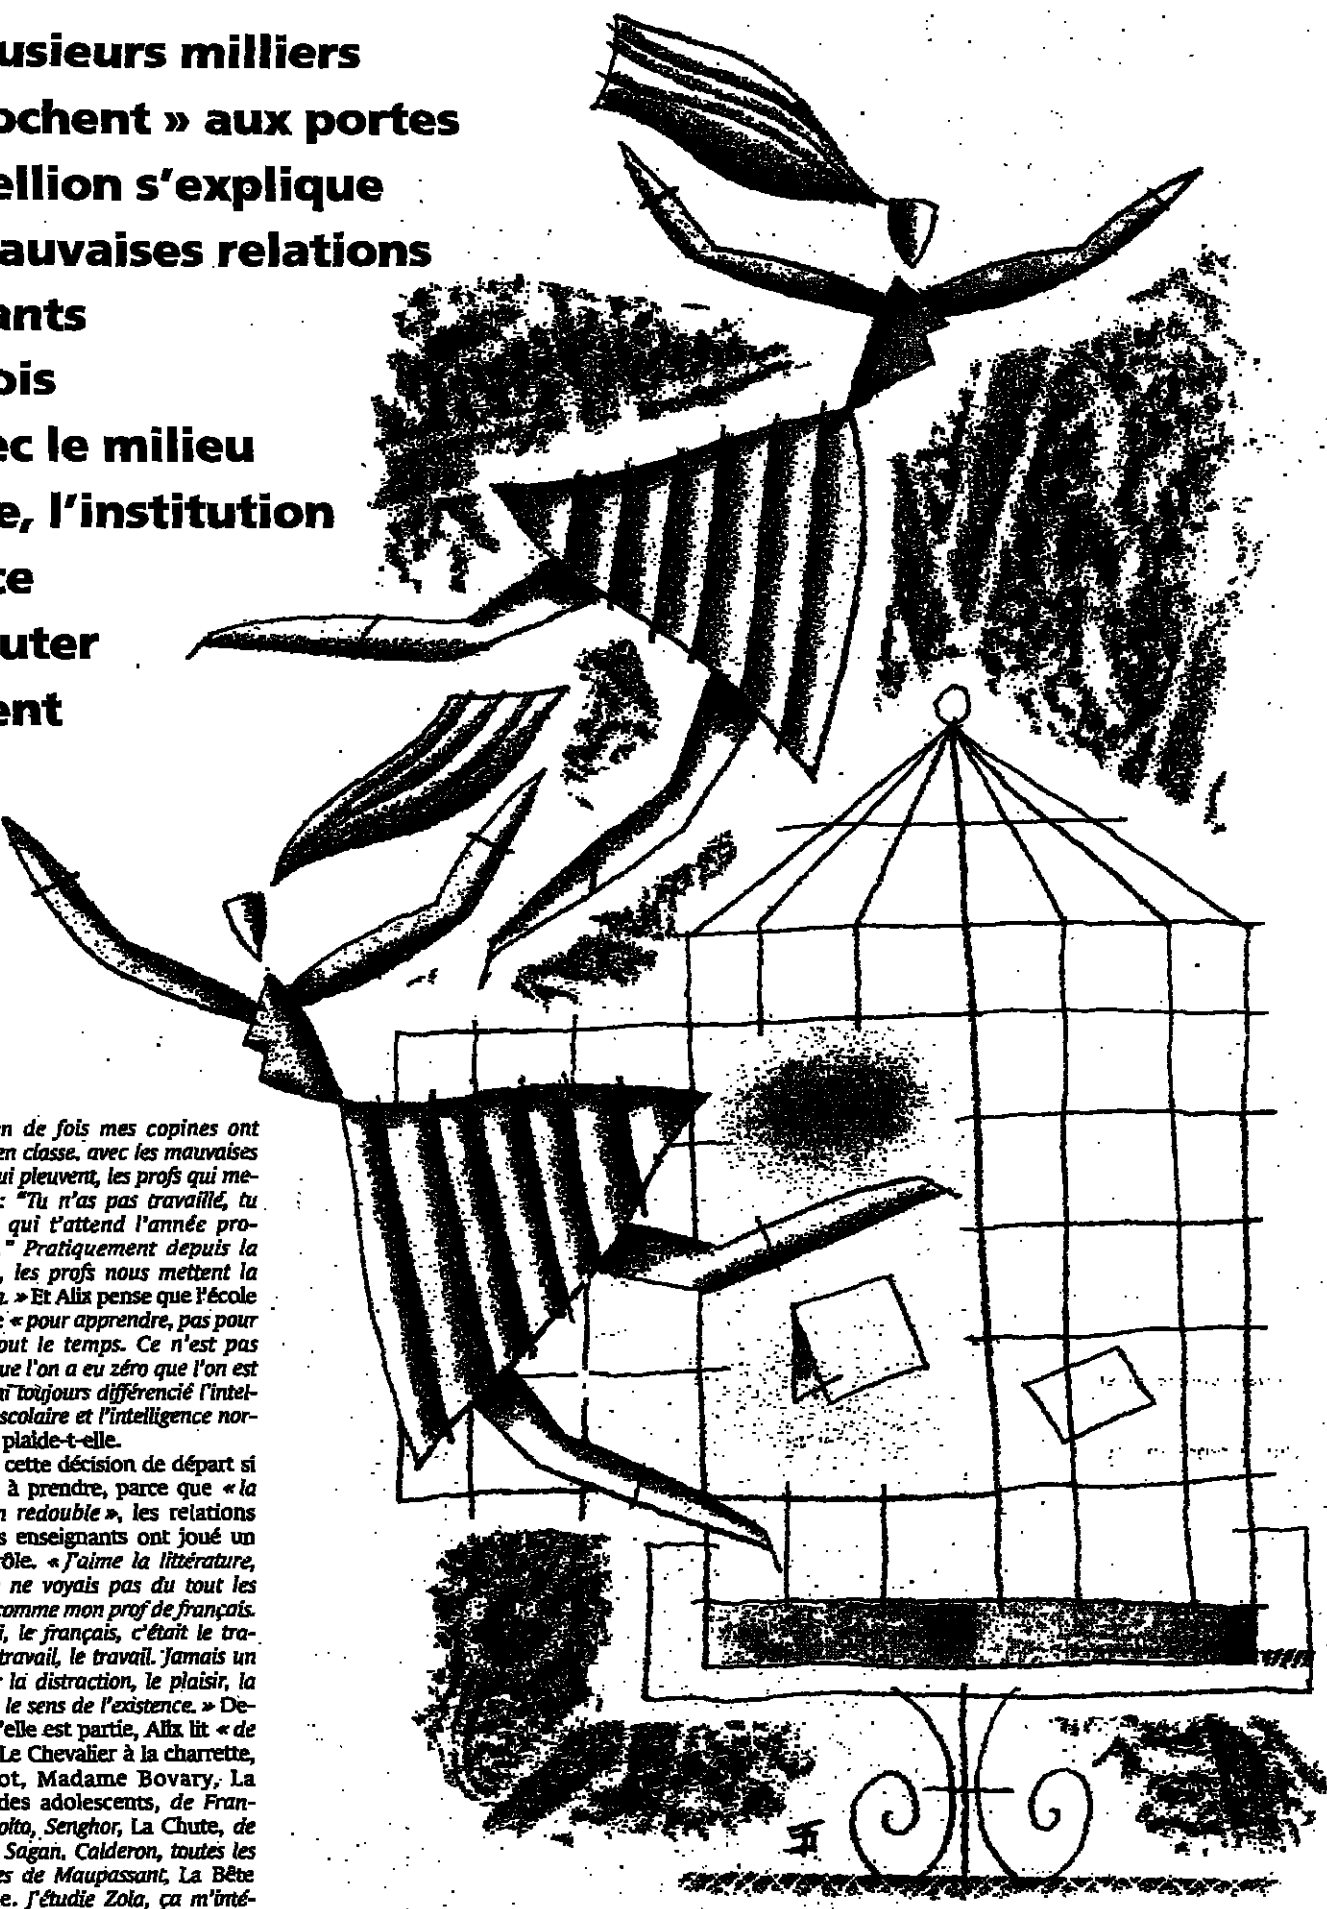 usieurs milliers
ochent » aux portes
ellion s'explique
auvaises relations
ants
ois
ec le milieu
e, l'institution
te
uter
ent
n de fois mes copines ont
en classe, avec les mauvaises
ui pleuvent, les profs qui me-
: "Tu n'as pas travaillé, tu
qui t'attend l'année pro-
." Pratiquement depuis la
, les profs nous mettent la
. » Et Alix pense que l'école
« pour apprendre, pas pour
out le temps. Ce n'est pas
ue l'on a eu zéro que l'on est
ai toujours différencié l'intel-
scolaire et l'intelligence nor-
plaide-t-elle.
cette décision de départ si
à prendre, parce que « la
n redouble », les relations
s enseignants ont joué un
rôle. « J'aime la littérature,
ne voyais pas du tout les
comme mon prof de français.
i, le français, c'était le tra-
travail, le travail. Jamais un
r la distraction, le plaisir, la
le sens de l'existence. » De-
'elle est partie, Alix lit « de
Le Chevalier à la charrette,
ot, Madame Bovary, La
des adolescents, de Fran-
olto, Senghor, La Chute, de
Sagan, Calderon, toutes les
es de Maupassant, La Bête
e. J'étudie Zola, ça m'inté-